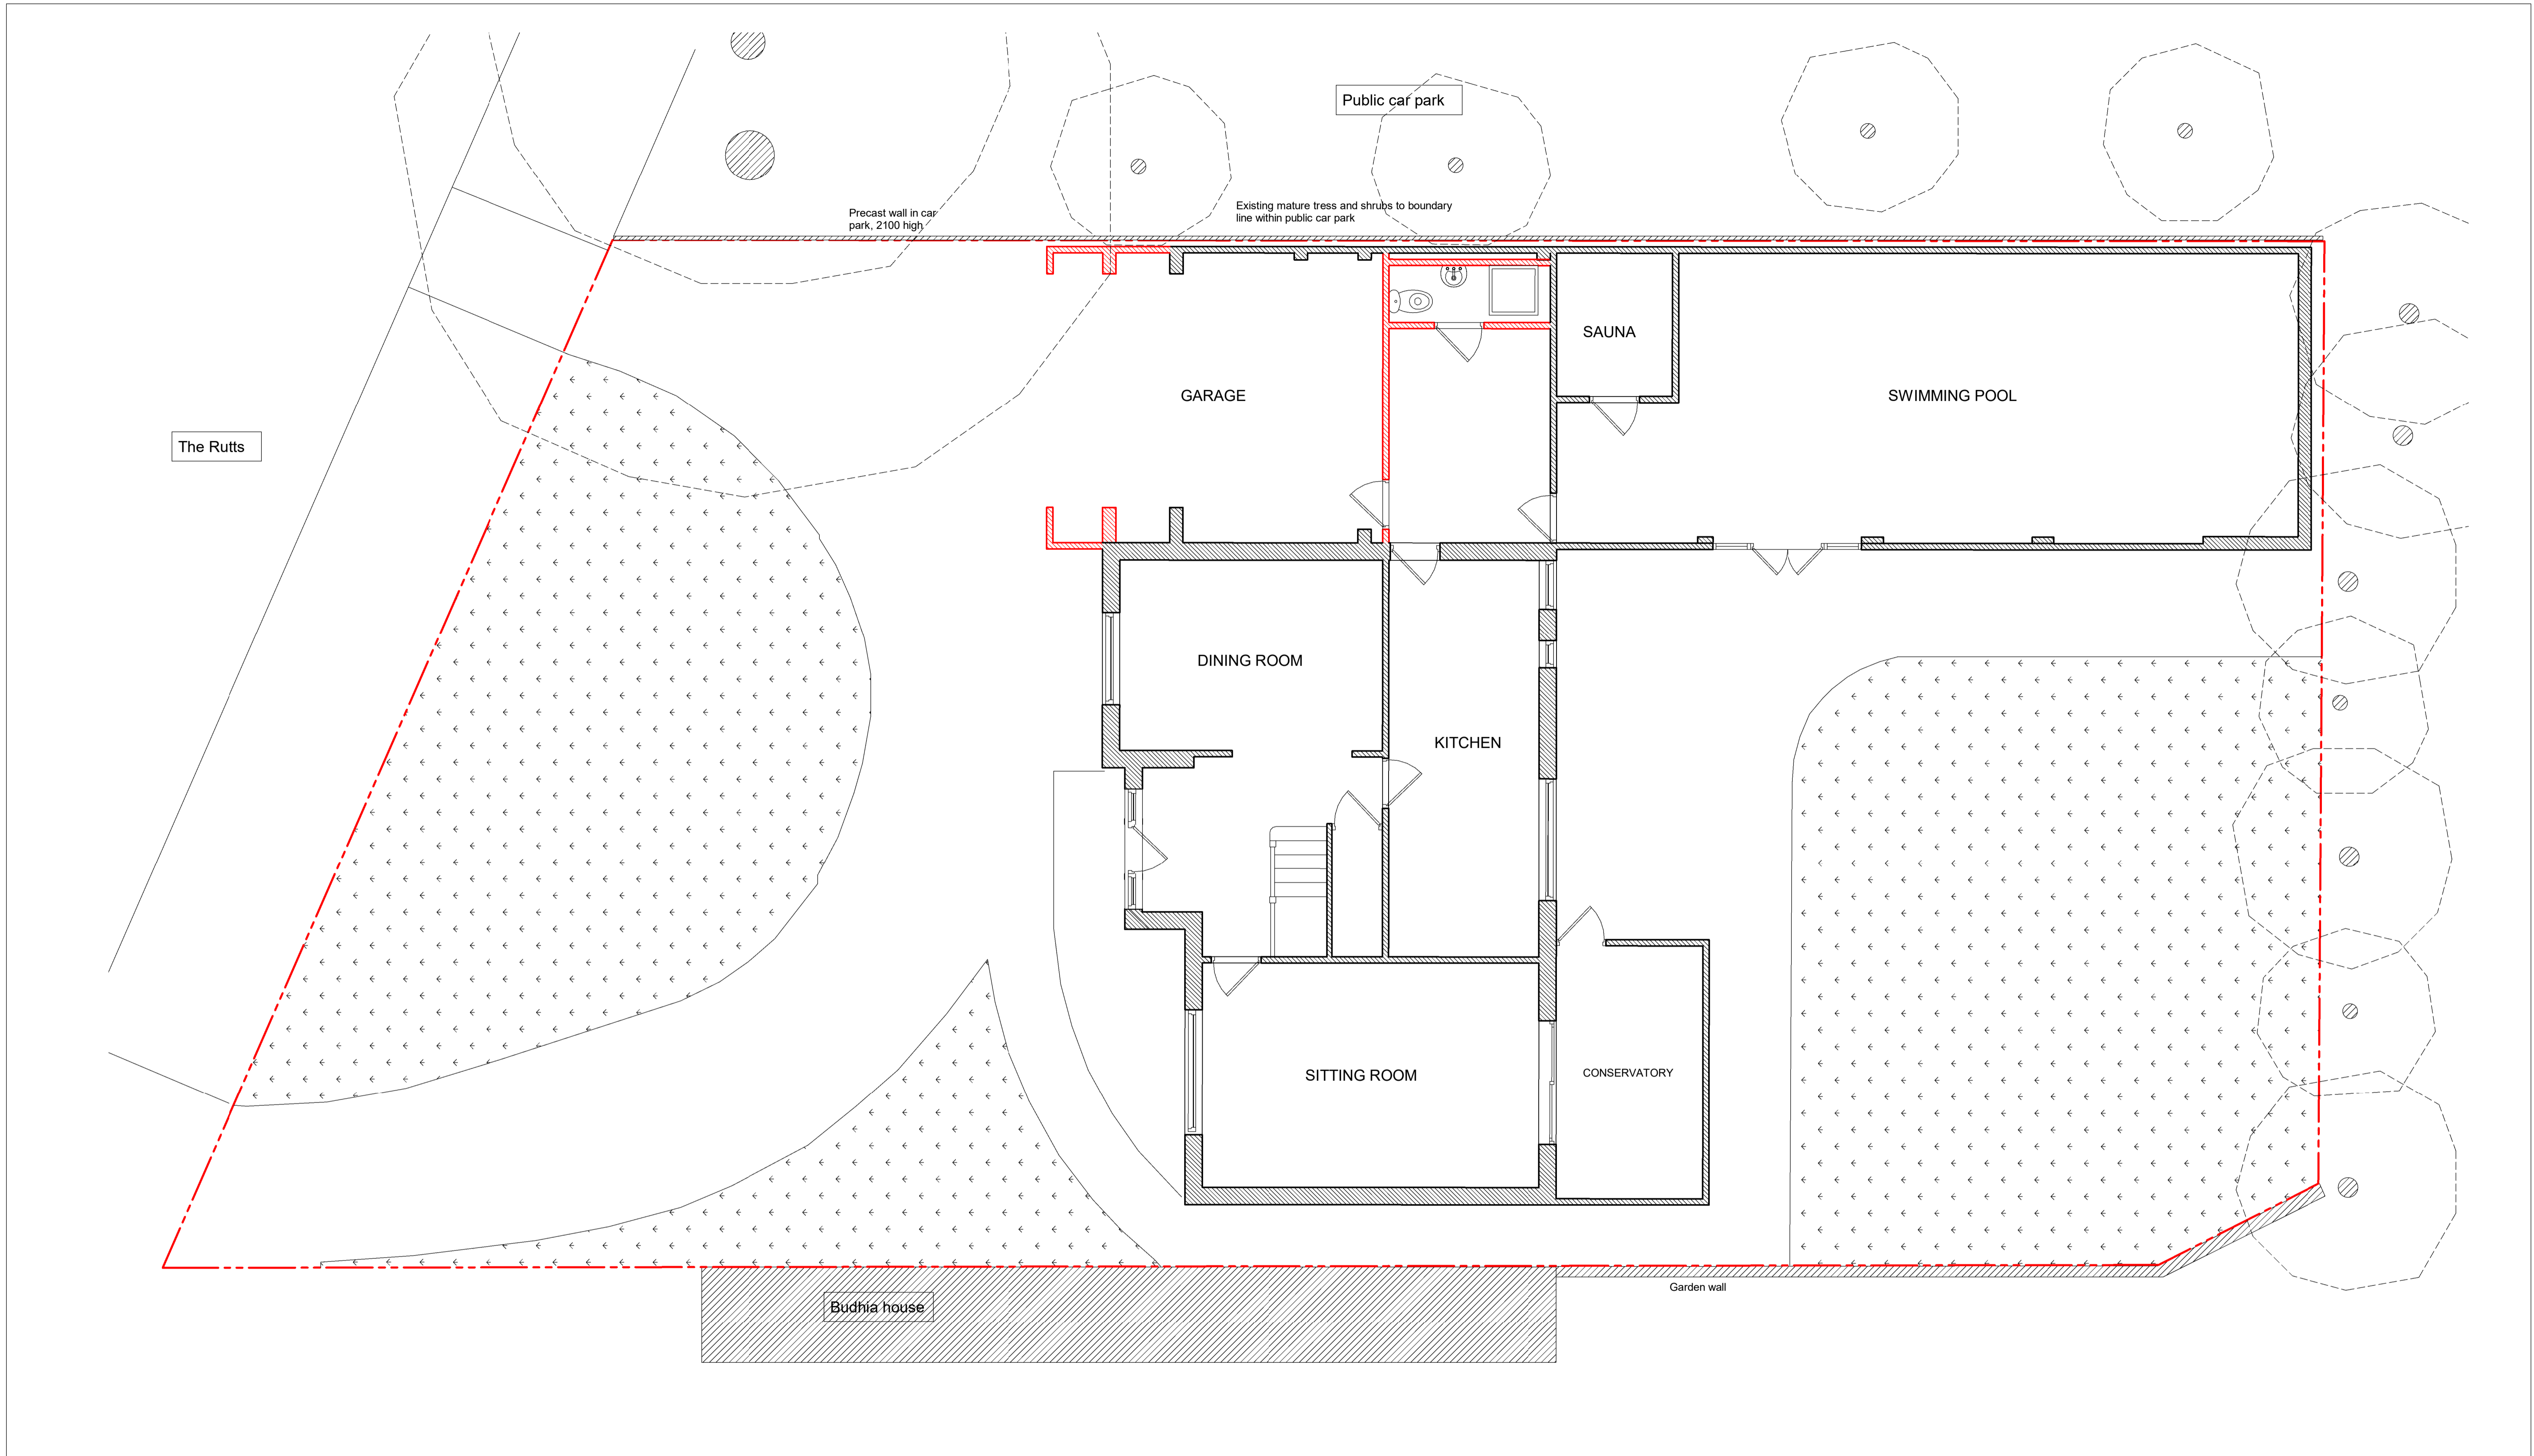 Public car park
Precast wall in car
park, 2100 high
Existing mature tress and shrubs to boundary
line within public car park
SAUNA
GARAGE
SWIMMING POOL
The Rutts
DINING ROOM
KITCHEN
SITTING ROOM
CONSERVATORY
Garden wall
Budhia house